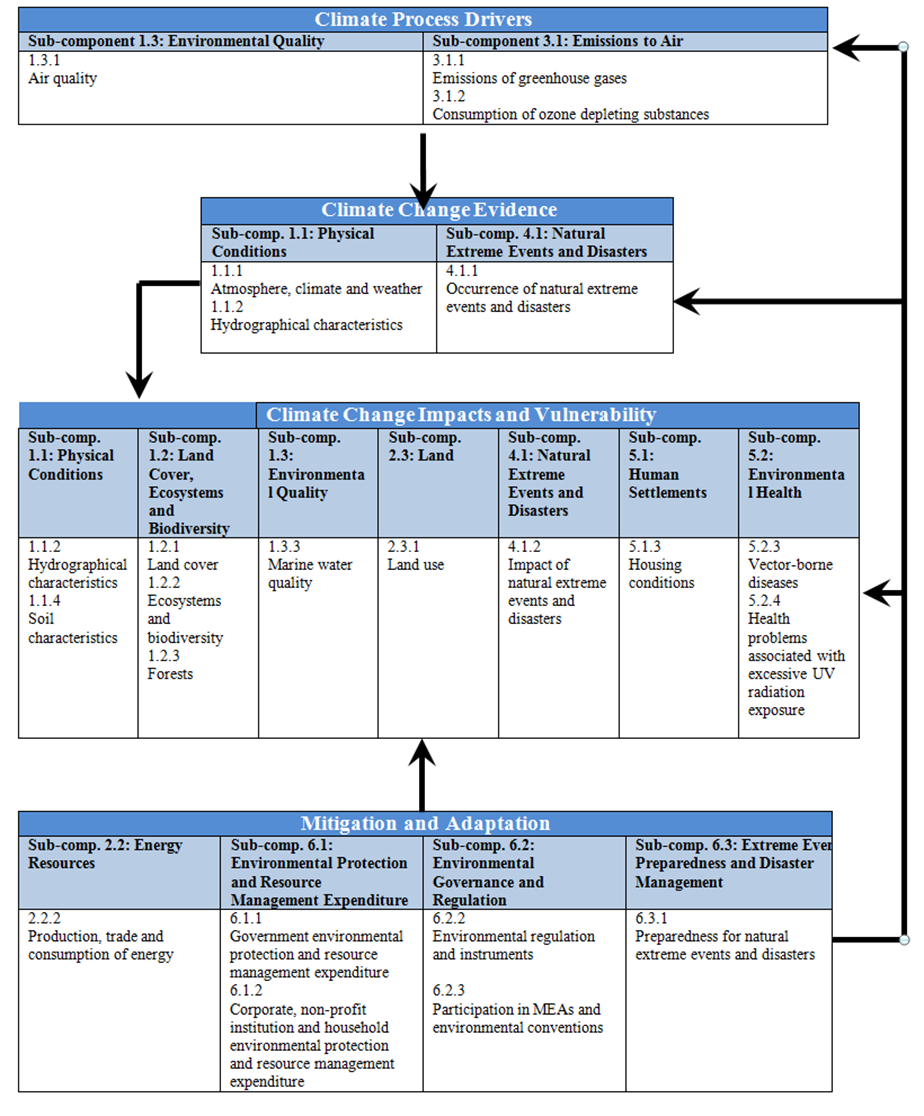 Climate Process Drivers
Sub-component 1.3: Environmental Quality
1.3.1
Air quality
Sub-component 3.1: Emissions to Air
3.1.1
Emissions of greenhouse gases
3.1.2
Consumption of ozone depleting substances
Climate Change Evidence
Sub-comp. 1.1: Physical
Conditions
1.1.1
Atmosphere, climate and weather
1.1.2
Hydrographical characteristics
Sub-comp. 4.1: Natural
Extreme Events and Disasters
4.1.1
Occurrence of natural extreme
events and disasters
Climate Change Impacts and Vulnerability
Sub-comp.
1.1: Physical
Conditions
1.1.2
Hydrographical
characteristics
1.1.4
Soil
characteristics
Sub-comp.
1.2: Land
Cover,
Ecosystems
and
Biodiversity
1.2.1
Land cover
1.2.2
Ecosystems
and
biodiversity
1.2.3
Forests
Sub-comp.
1.3:
Environmenta
l Quality
1.3.3
Marine water
quality
Sub-comp.
2.3: Land
2.3.1
Land use
Sub-comp.
4.1: Natural
Extreme
Events and
Disasters
4.1.2
Impact of
natural extreme
events and
disasters
Sub-comp.
5.1:
Human
Settlements
5.1.3
Housing
conditions
Sub-comp.
5.2:
Environmenta
l Health
5.2.3
Vector-borne
diseases
5.2.4
Health
problems
associated with
excessive UV
radiation
exposure
Mitigation and Adaptation
Sub-comp. 2.2: Energy
Resources
2.2.2
Production, trade and
consumption of energy
Sub-comp. 6.1:
Environmental Protection
and Resource
Management Expenditure
6.1.1
Government environmental
protection and resource
management expenditure
6.1.2
Corporate, non-profit
institution and household
environmental protection
and resource management
expenditure
Sub-comp. 6.2:
Environmental
Governance and
Regulation
6.2.2
Environmental regulation
and instruments
6.2.3
Participation in MEAs and
environmental conventions
Sub-comp. 6.3: Extreme Even
Preparedness and Disaster
Management
6.3.1
Preparedness for natural
extreme events and disasters